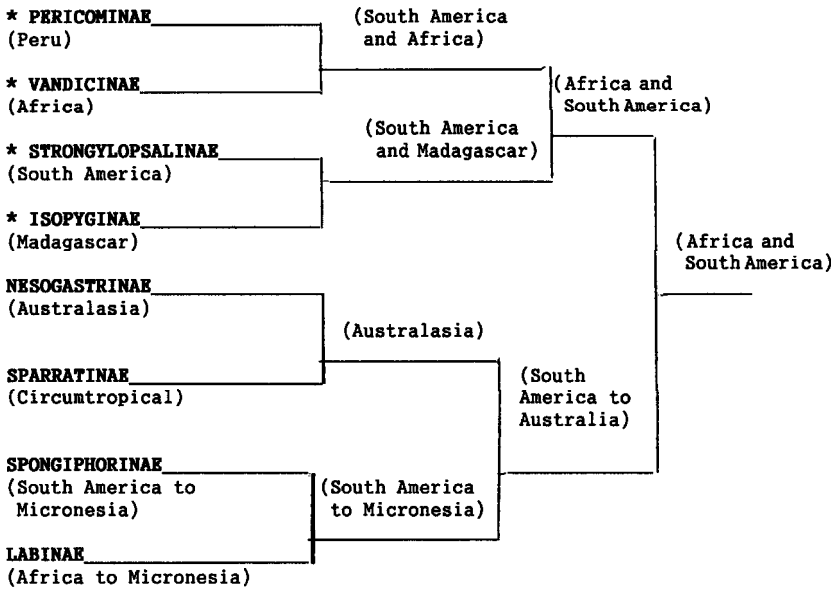 * PERICOMINAE
(Peru)
(South America
and Africa)
* VANDICINAE
(Africa)
(Africa and
South America)
* STRONGYLOPSALINAE
(South America)
(South America
and Madagascar)
* ISOPYGINAE
(Madagascar)
(Africa and
South America)
NESOGASTRINAE
(Australasia)
(Australasia)
SPARRATINAE
(Circumtropical)
(South
America to
Australia)
SPONGIPHORINAE
(South America to
Micronesia)
(South America
to Micronesia)
LABINAE
(Africa to Micronesia)